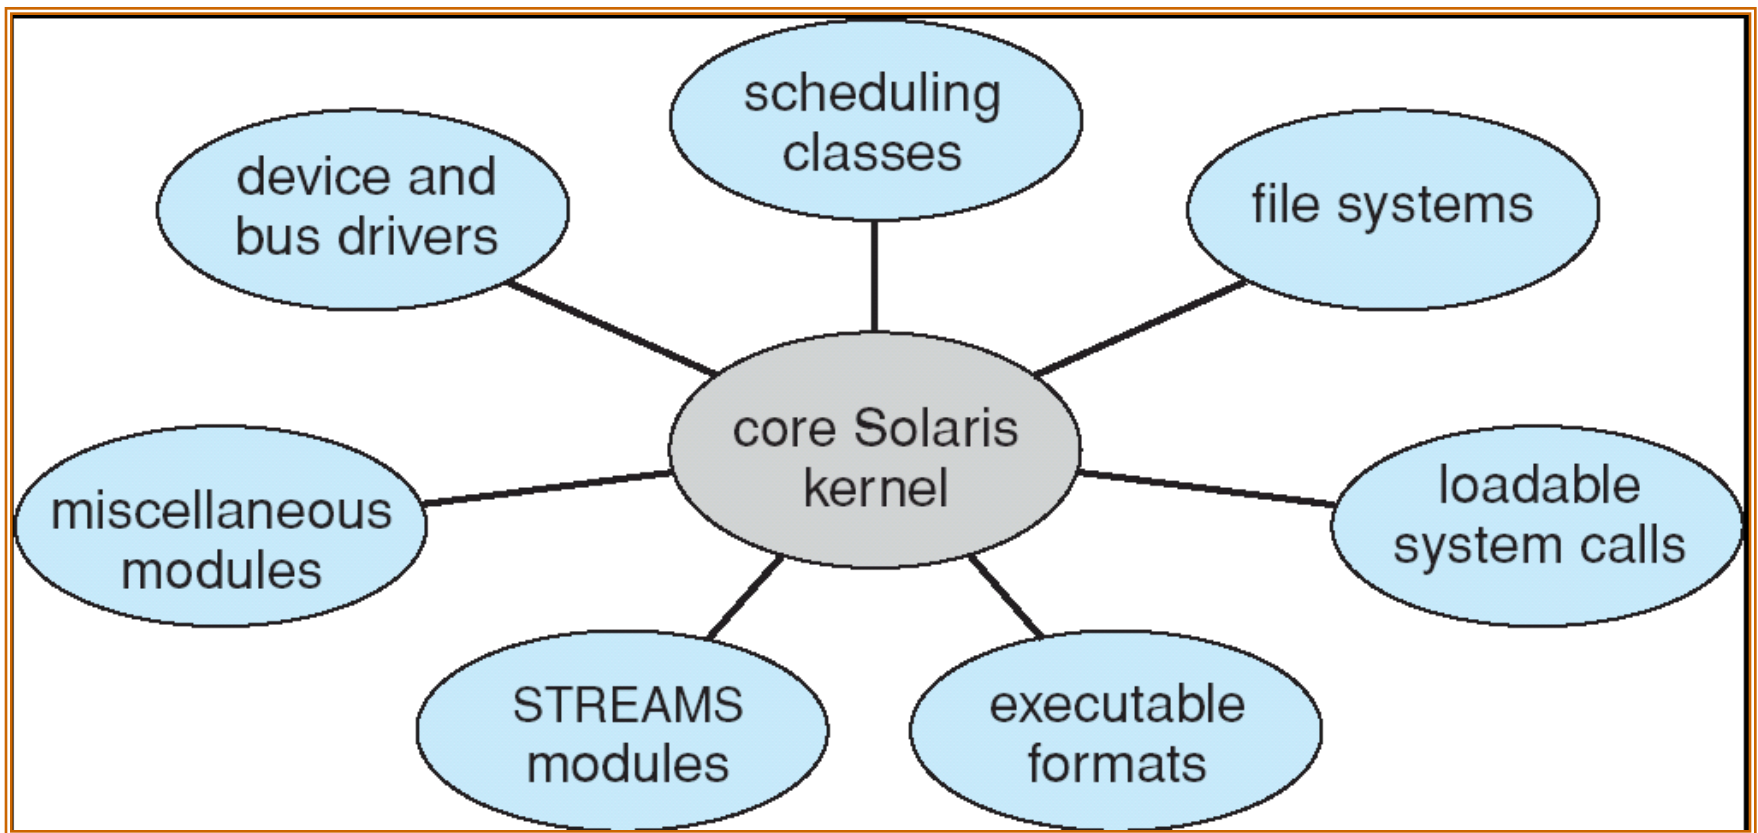 scheduling
classes
device and
bus drivers
file systems
core Solaris
kernel
miscellaneous
modules
loadable
system calls
STREAMS
modules
executable
formats